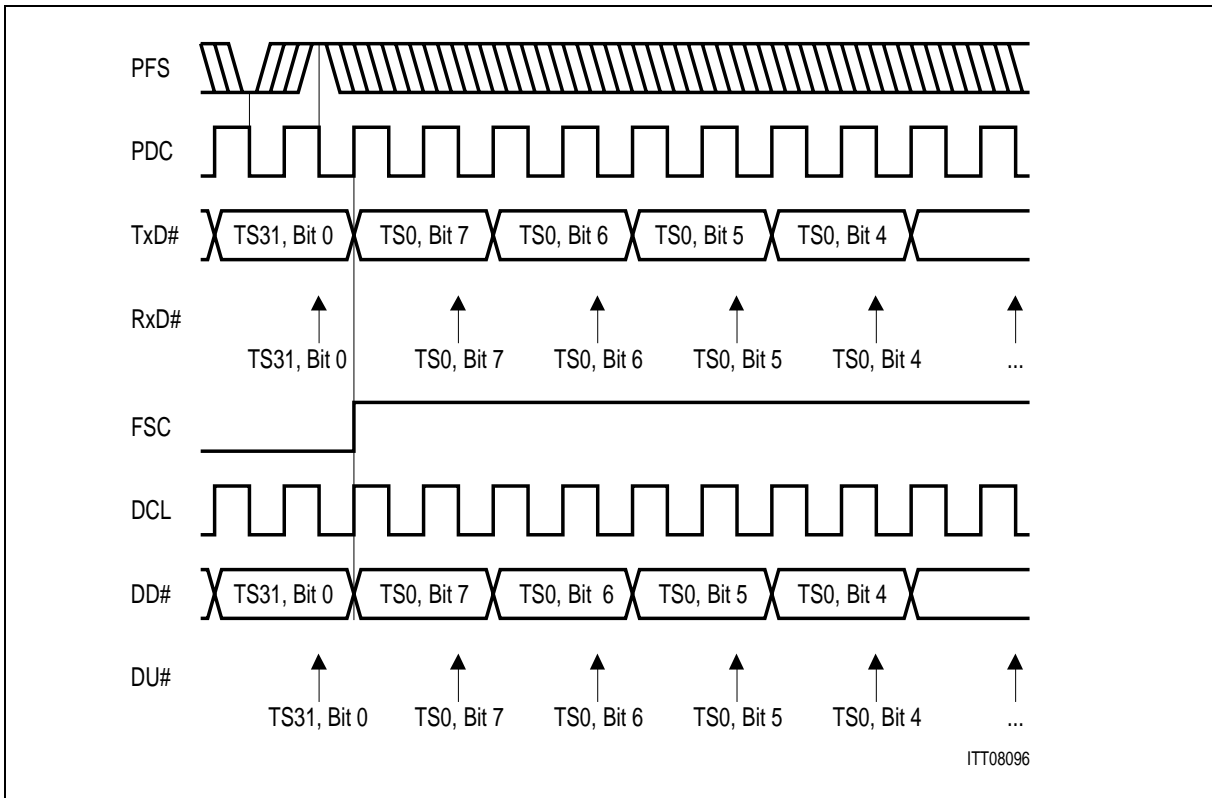 PFS
PDC
TxD# TS31, Bit 0 TS0, Bit 7 TS0, Bit 6 TS0, Bit 5 TS0, Bit 4
RxD#
TS31, Bit 0 TS0, Bit 7 TS0, Bit 6 TS0, Bit 5 TS0, Bit 4 ...
FSC
DCL
DD# TS31, Bit 0 TS0, Bit 7 TS0, Bit 6 TS0, Bit 5 TS0, Bit 4
DU#
TS31, Bit 0 TS0, Bit 7 TS0, Bit 6 TS0, Bit 5 TS0, Bit 4 ...
ITT08096